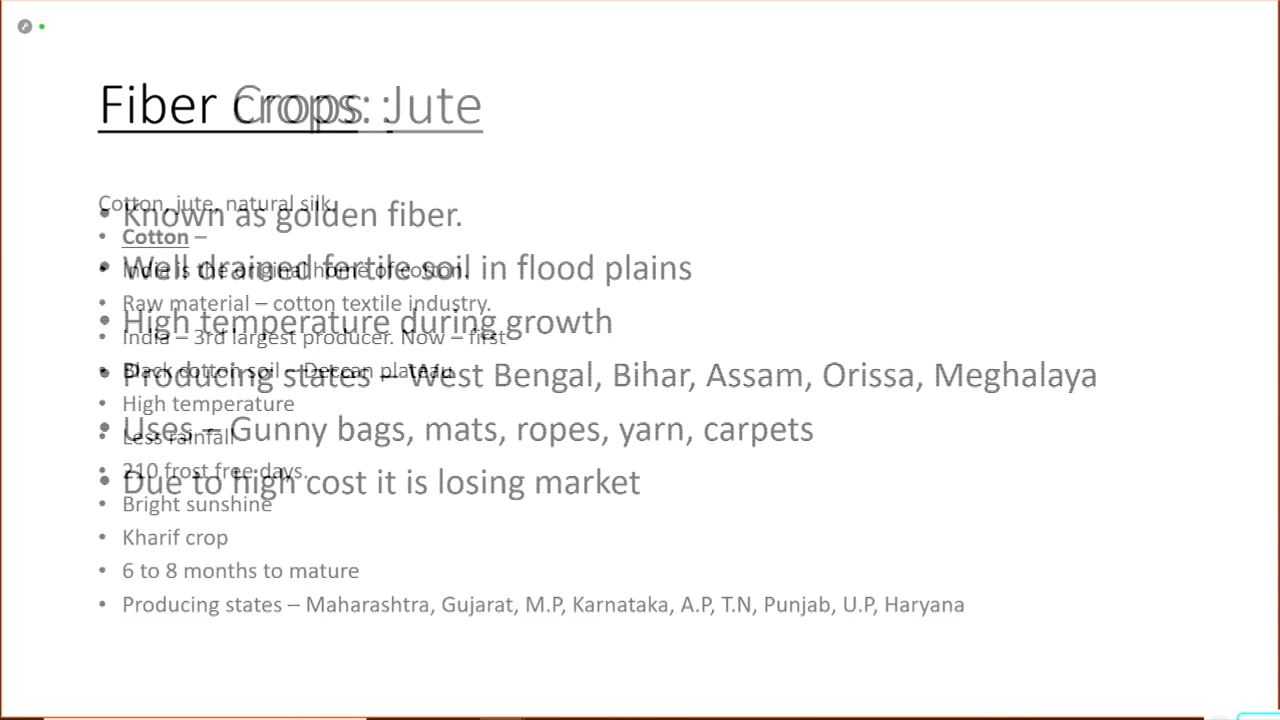 Fiber Crops:
Cotton, jute, natural silk.
Cotton –
India is the original home of cotton.
Raw material – cotton textile industry.
India – 3rd largest producer. Now – first
Black cotton soil – Deccan plateau
High temperature
Less rainfall
210 frost free days.
Bright sunshine
Kharif crop
6 to 8 months to mature
Producing states – Maharashtra, Gujarat, M.P, Karnataka, A.P, T.N, Punjab, U.P, Haryana
Fiber Crops: Jute
Known as golden fiber.
Well drained fertile soil in flood plains
High temperature during growth
Producing states – West Bengal, Bihar, Assam, Orissa, Meghalaya
Uses – Gunny bags, mats, ropes, yarn, carpets
Due to high cost it is losing market